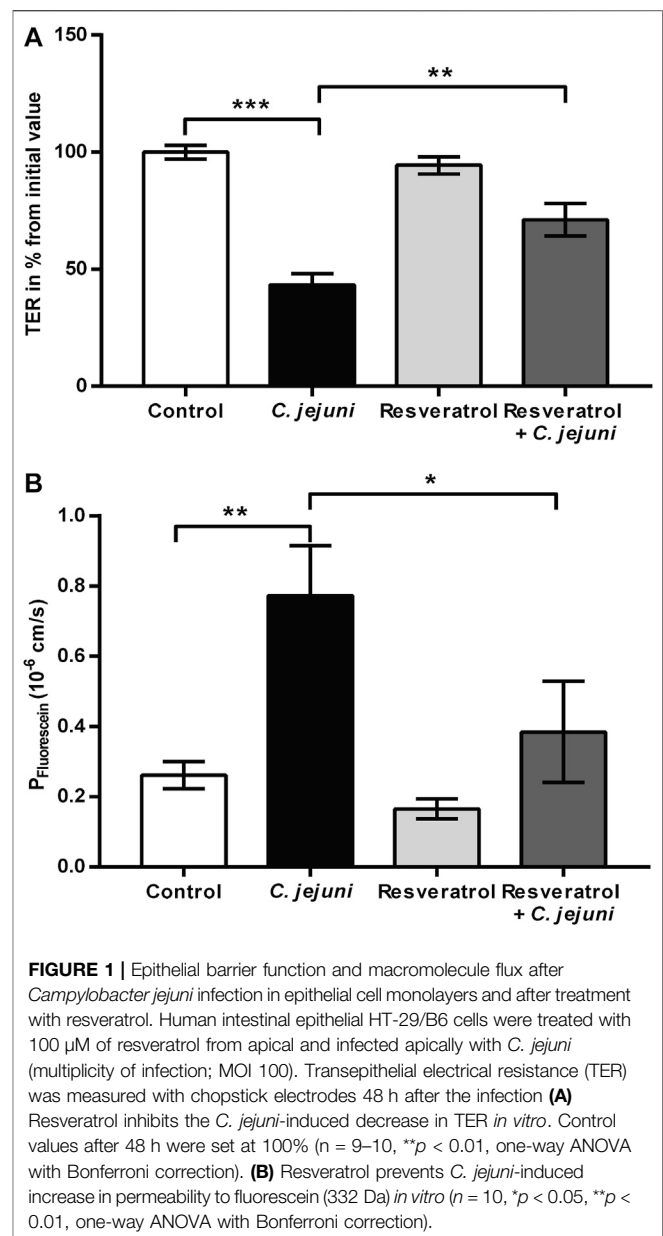 A
150
100
50
0
TER in % from initial value
***
**
Control
C. jejuni
Resveratrol
Resveratrol
+ C. jejuni
B
1.0
0.8
0.6
0.4
0.2
0.0
PFluorescein (10-6 cm/s)
**
*
Control
C. jejuni
Resveratrol
Resveratrol
+ C. jejuni
FIGURE 1 | Epithelial barrier function and macromolecule flux after
Campylobacter jejuni infection in epithelial cell monolayers and after treatment
with resveratrol. Human intestinal epithelial HT-29/B6 cells were treated with
100 µM of resveratrol from apical and infected apically with C. jejuni
(multiplicity of infection; MOI 100). Transepithelial electrical resistance (TER)
was measured with chopstick electrodes 48 h after the infection (A)
Resveratrol inhibits the C. jejuni-induced decrease in TER in vitro. Control
values after 48 h were set at 100% (n = 9–10, **p < 0.01, one-way ANOVA
with Bonferroni correction). (B) Resveratrol prevents C. jejuni-induced
increase in permeability to fluorescein (332 Da) in vitro (n = 10, *p < 0.05, **p <
0.01, one-way ANOVA with Bonferroni correction).